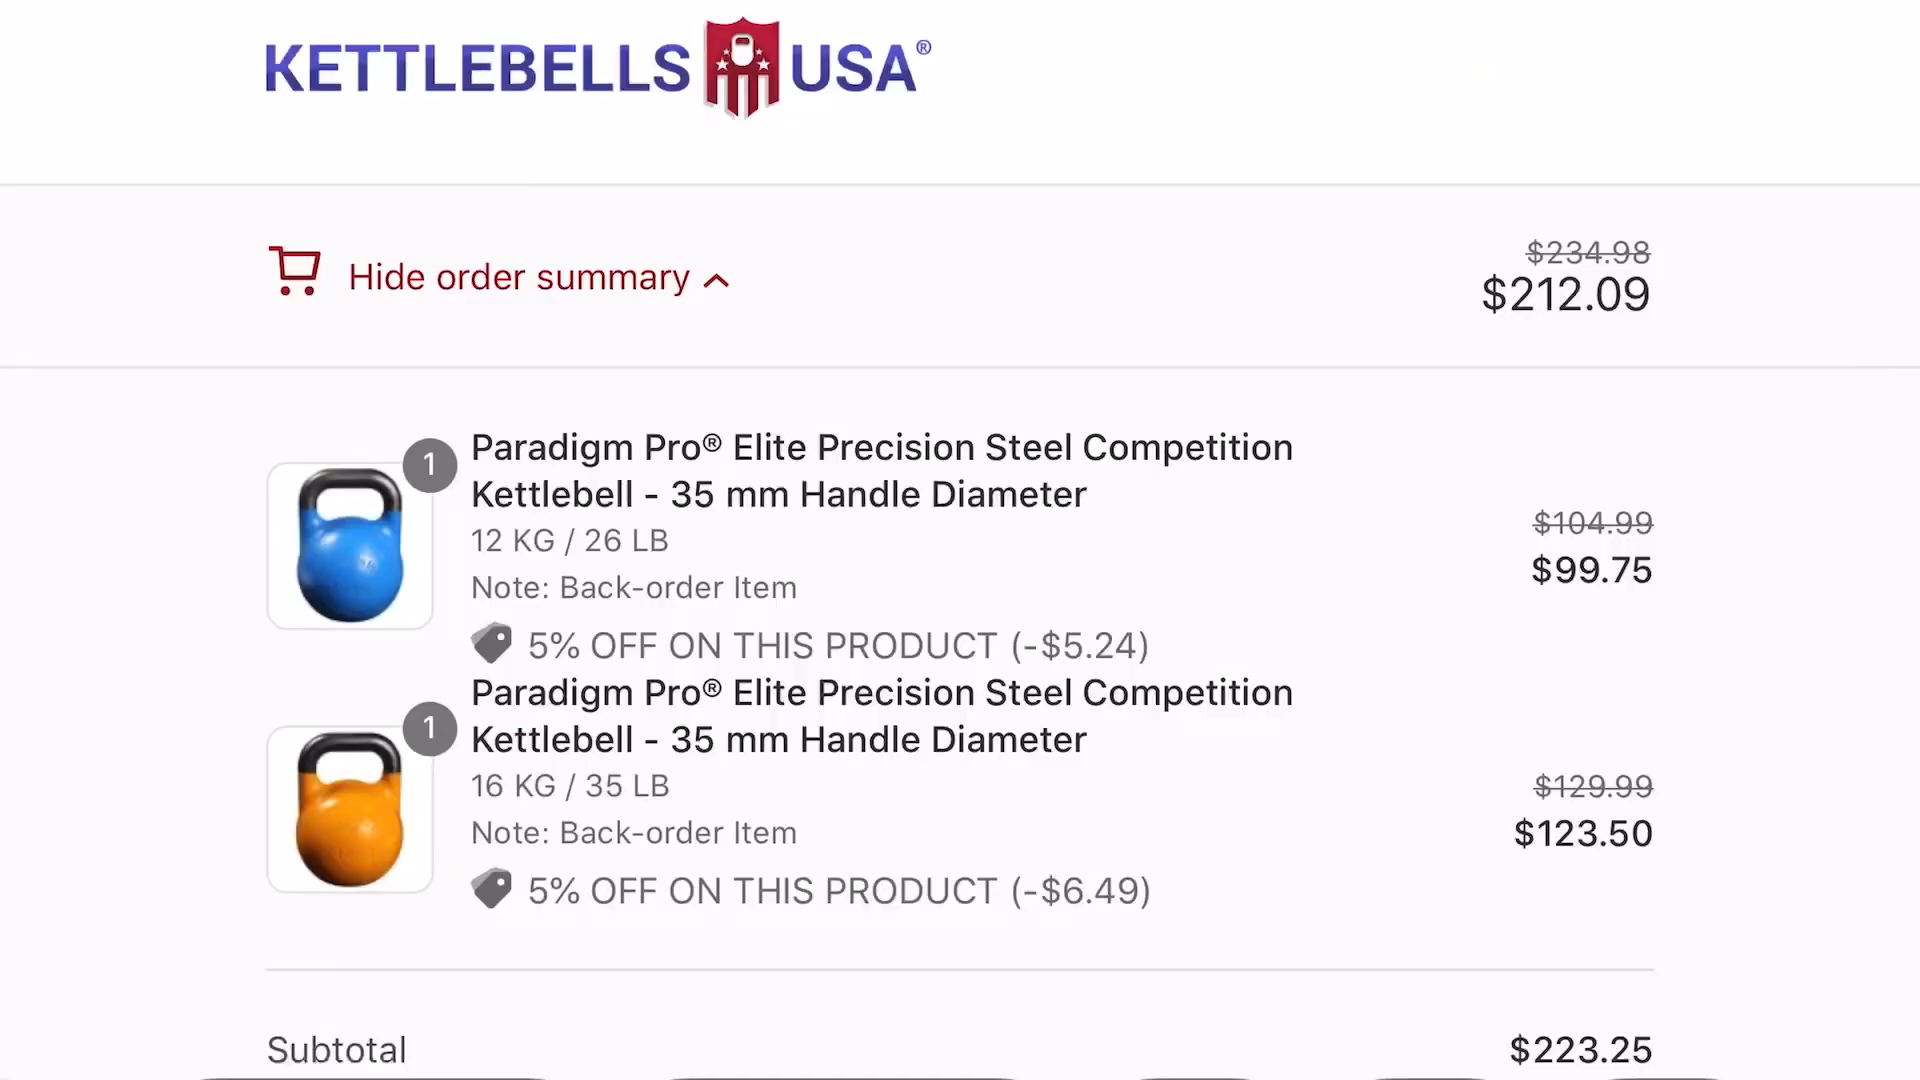 KETTLEBELLS USA®
Hide order summary
$234.98
$212.09
1
Paradigm Pro® Elite Precision Steel Competition
Kettlebell - 35 mm Handle Diameter
12 KG / 26 LB
Note: Back-order Item
5% OFF ON THIS PRODUCT (-$5.24)
$104.99
$99.75
1
Paradigm Pro® Elite Precision Steel Competition
Kettlebell - 35 mm Handle Diameter
16 KG / 35 LB
Note: Back-order Item
5% OFF ON THIS PRODUCT (-$6.49)
$129.99
$123.50
Subtotal $223.25